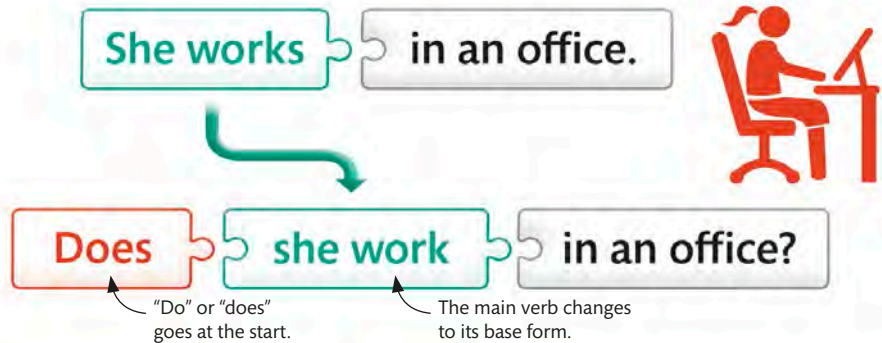 She works in an office.
Does she work in an office?
“Do” or “does”
goes at the start.
The main verb changes
to its base form.